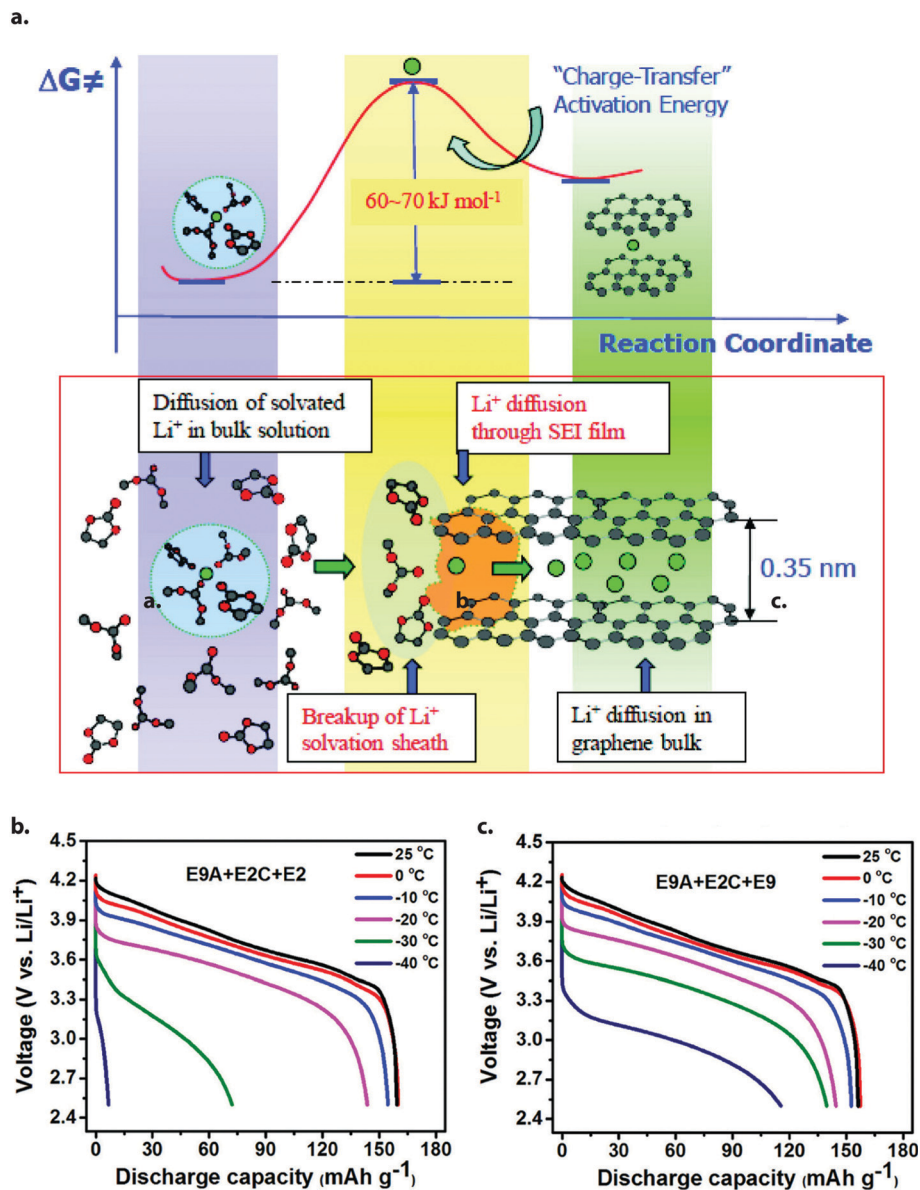 a.
ΔG≠
"Charge-Transfer"
Activation Energy
60~70 kJ mol-1
Reaction Coordinate
Diffusion of solvated
Li+ in bulk solution
Li+ diffusion
through SEI film
a.
b.
c.
0.35 nm
Breakup of Li+
solvation sheath
Li+ diffusion in
graphene bulk
b.
E9A+E2C+E2
25 °C
0 °C
-10 °C
-20 °C
-30 °C
-40 °C
Voltage (V vs. Li/Li+)
4.5
4.2
3.9
3.6
3.3
3.0
2.7
2.4
0 30 60 90 120 150 180
Discharge capacity (mAh g-1)
c.
E9A+E2C+E9
25 °C
0 °C
-10 °C
-20 °C
-30 °C
-40 °C
Voltage (V vs. Li/Li+)
4.5
4.2
3.9
3.6
3.3
3.0
2.7
2.4
0 30 60 90 120 150 180
Discharge capacity (mAh g-1)